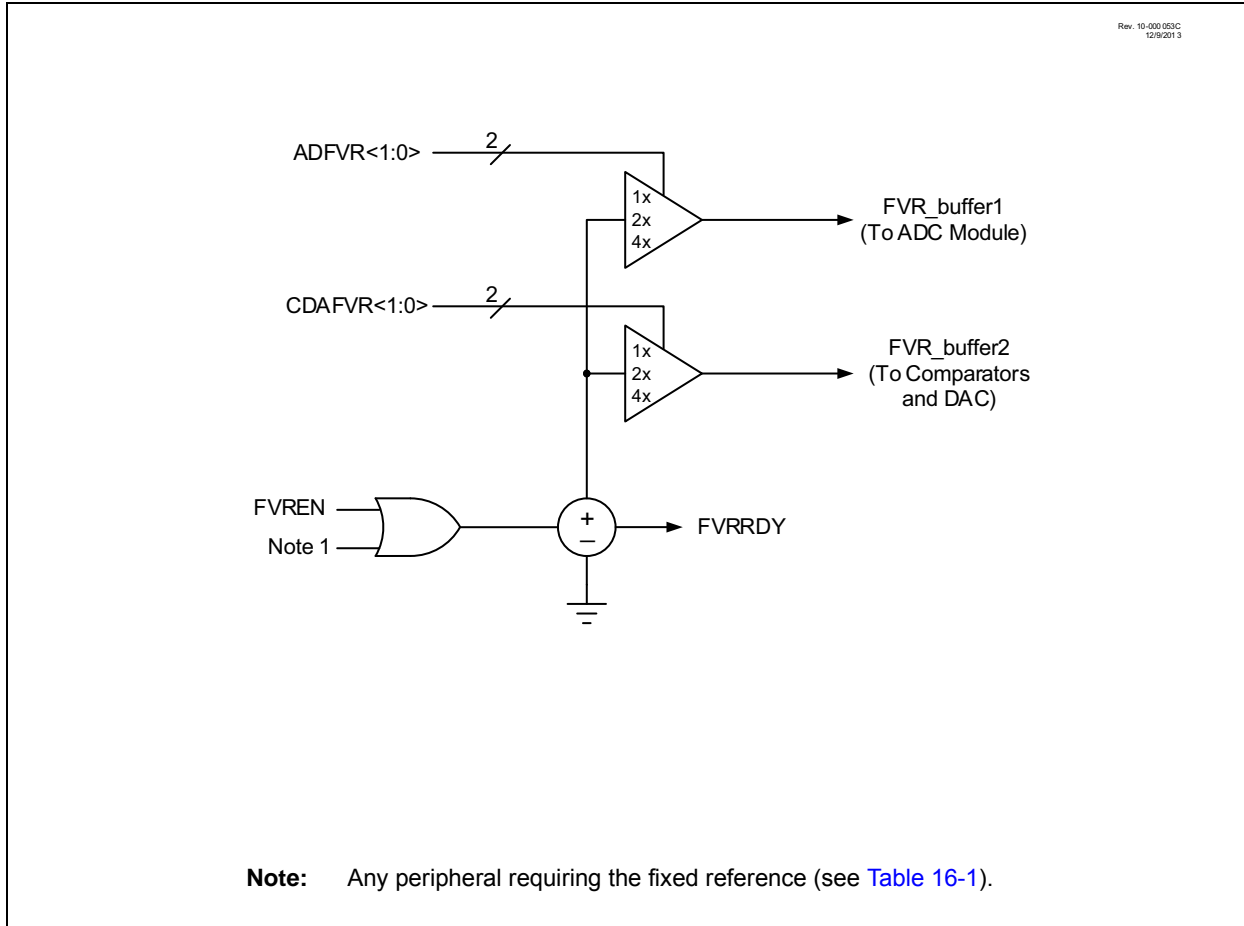 Rev. 10-000 053C
12/9/201 3
ADFVR<1:0>
2
1x
2x
4x
FVR_buffer1
(To ADC Module)
CDAFVR<1:0>
2
1x
2x
4x
FVR_buffer2
(To Comparators
and DAC)
FVREN
Note 1
+
–
FVRRDY
Note: Any peripheral requiring the fixed reference (see Table 16-1).